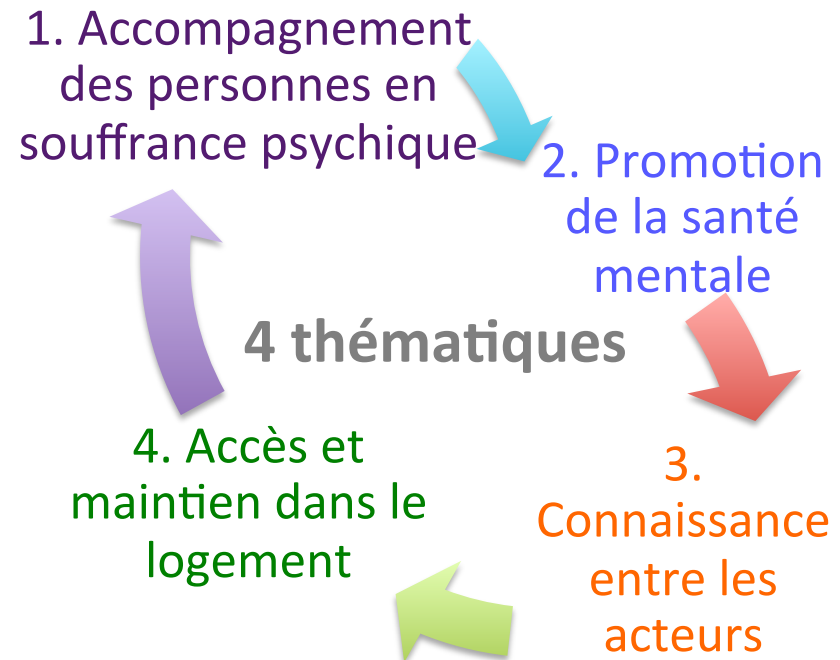 1. Accompagnement
des personnes en
souffrance psychique
2. Promotion
de la santé
mentale
4 thématiques
3.
Connaissance
entre les
acteurs
4. Accès et
maintien dans le
logement